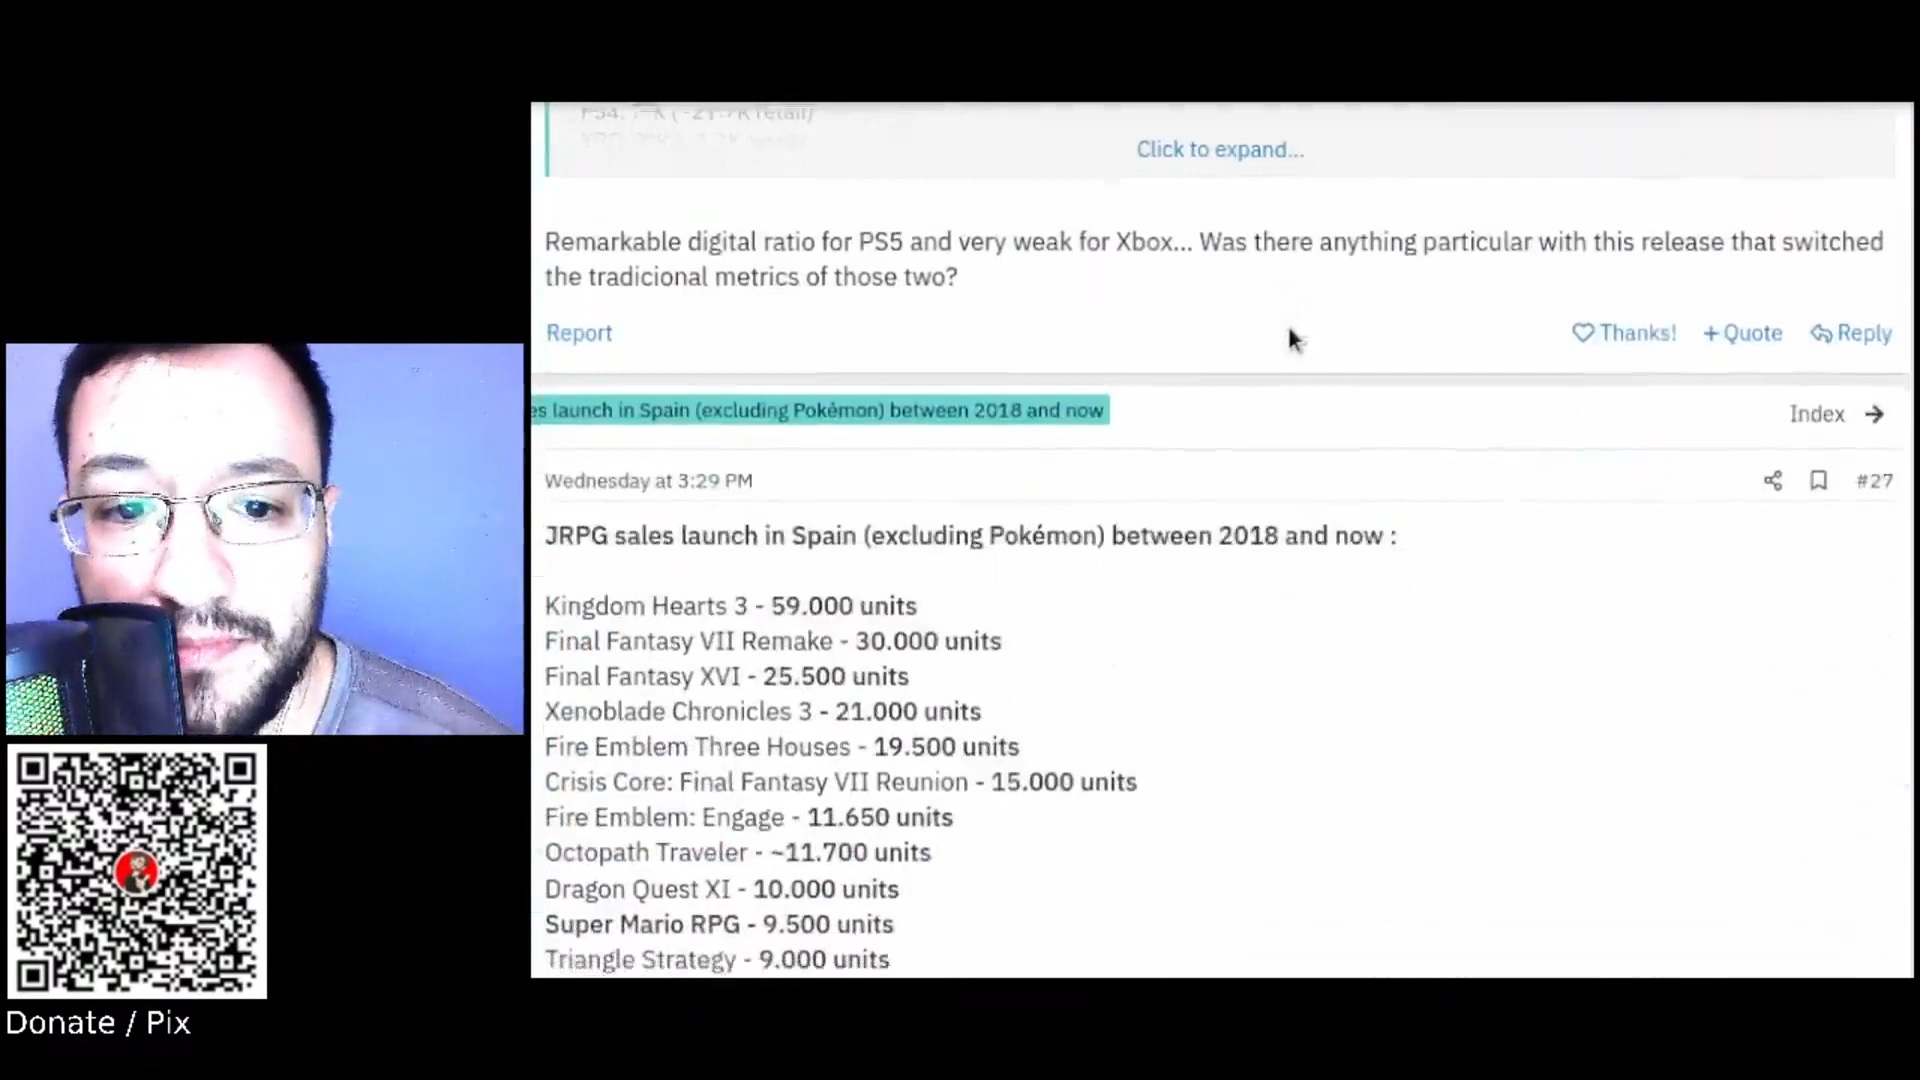 Click to expand...
Remarkable digital ratio for PS5 and very weak for Xbox... Was there anything particular with this release that switched
the tradicional metrics of those two?
Report
Thanks! +Quote Reply
es launch in Spain (excluding Pokémon) between 2018 and now
Index
Wednesday at 3:29 PM
#27
JRPG sales launch in Spain (excluding Pokémon) between 2018 and now :
Kingdom Hearts 3 - 59.000 units
Final Fantasy VII Remake - 30.000 units
Final Fantasy XVI - 25.500 units
Xenoblade Chronicles 3 - 21.000 units
Fire Emblem Three Houses - 19.500 units
Crisis Core: Final Fantasy VII Reunion - 15.000 units
Fire Emblem: Engage - 11.650 units
Octopath Traveler - ~11.700 units
Dragon Quest XI - 10.000 units
Super Mario RPG - 9.500 units
Triangle Strategy - 9.000 units
Donate / Pix